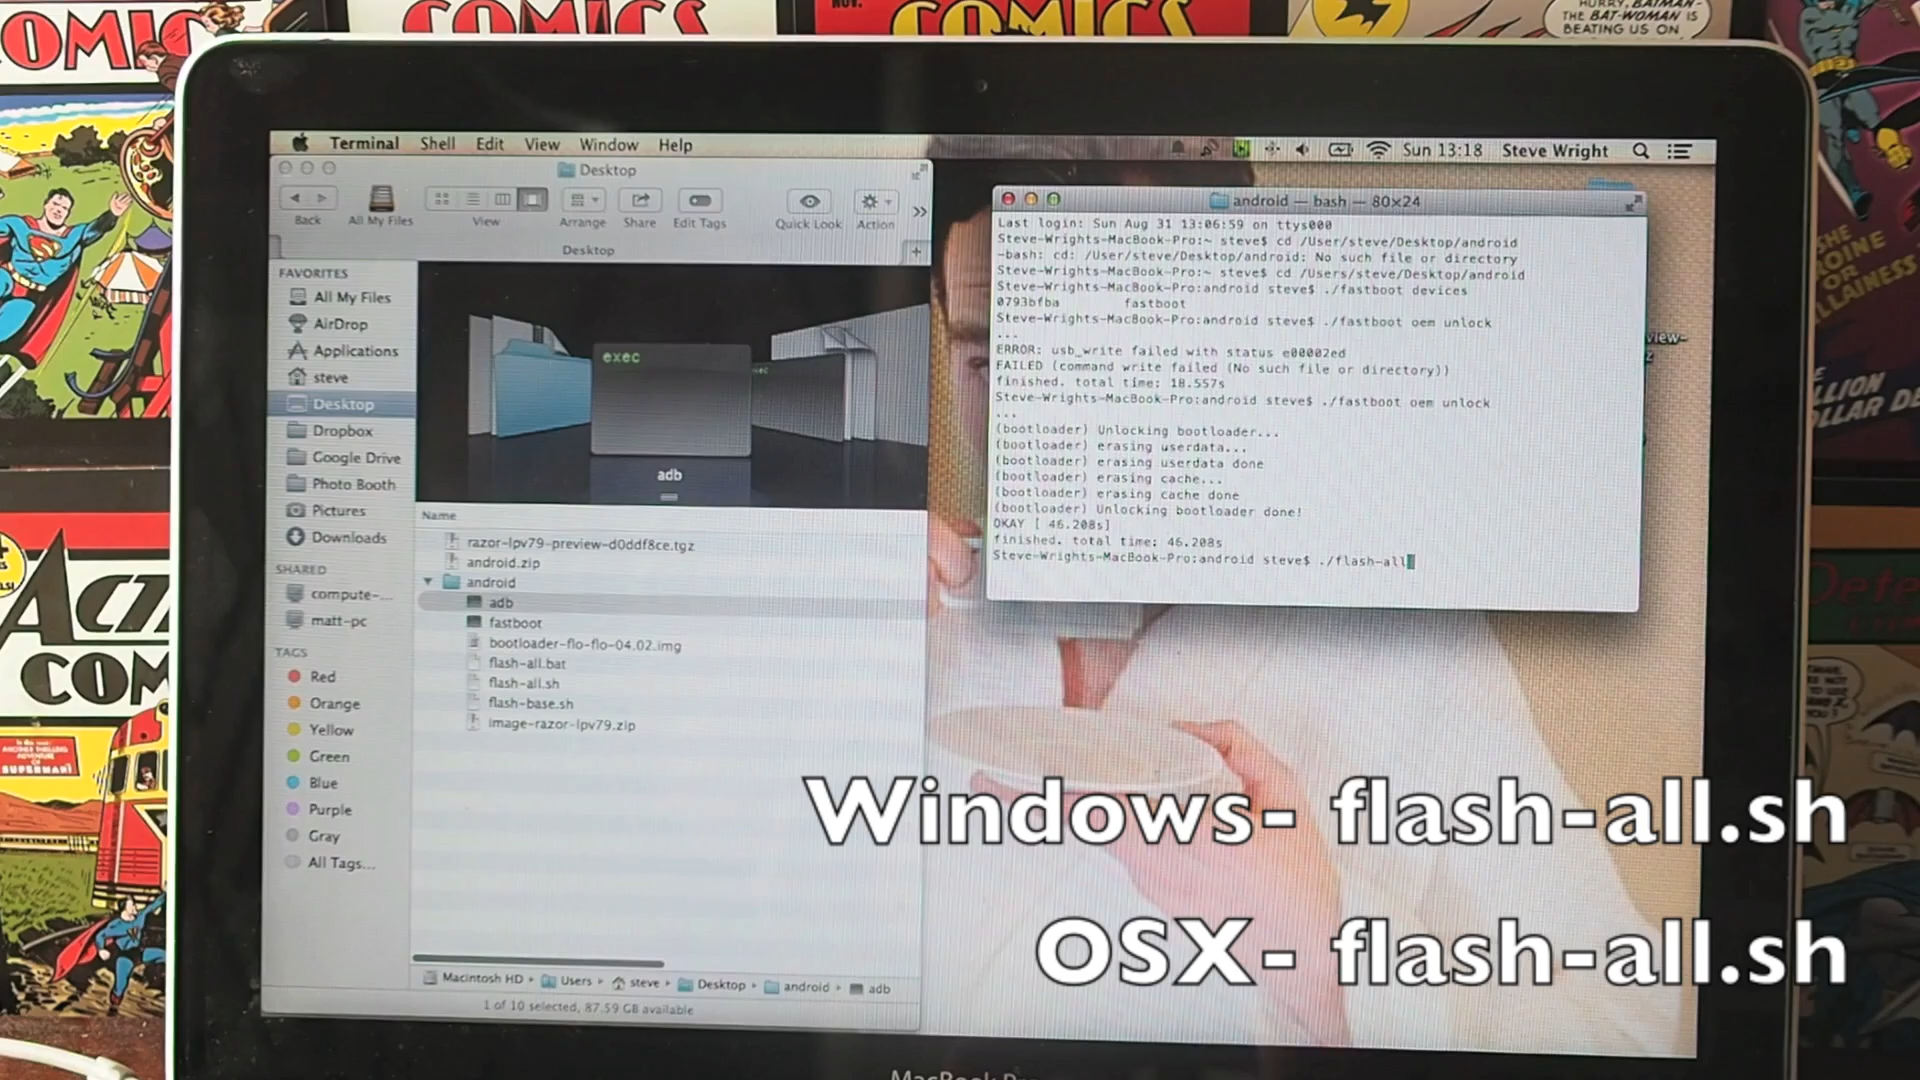 COMICS
COMICS
NOV.
COMICS
HURRY, BATMAN-
THE BAT-WOMAN IS
BEATING US ON
Terminal Shell Edit View Window Help
Sun 13:18 Steve Wright
Desktop
Back
All My Files
View
Arrange
Share
Edit Tags
Quick Look
Action
Desktop
FAVORITES
All My Files
AirDrop
Applications
steve
Desktop
Dropbox
Google Drive
Photo Booth
Pictures
Downloads
SHARED
compute-...
matt-pc
TAGS
Red
Orange
Yellow
Green
Blue
Purple
Gray
All Tags...
exec
adb
Name
razor-lpv79-preview-d0ddf8ce.tgz
android.zip
android
adb
fastboot
bootloader-flo-flo-04.02.img
flash-all.bat
flash-all.sh
flash-base.sh
image-razor-lpv79.zip
Macintosh HD Users steve Desktop android adb
1 of 10 selected, 87.59 GB available
android — bash — 80×24
Last login: Sun Aug 31 13:06:59 on ttys000
Steve-Wrights-MacBook-Pro:~ steve$ cd /User/steve/Desktop/android
-bash: cd: /User/steve/Desktop/android: No such file or directory
Steve-Wrights-MacBook-Pro:~ steve$ cd /Users/steve/Desktop/android
Steve-Wrights-MacBook-Pro:android steve$ ./fastboot devices
0793bfba fastboot
Steve-Wrights-MacBook-Pro:android steve$ ./fastboot oem unlock
...
ERROR: usb_write failed with status e00002ed
FAILED (command write failed (No such file or directory))
finished. total time: 18.557s
Steve-Wrights-MacBook-Pro:android steve$ ./fastboot oem unlock
...
(bootloader) Unlocking bootloader...
(bootloader) erasing userdata...
(bootloader) erasing userdata done
(bootloader) erasing cache...
(bootloader) erasing cache done
(bootloader) Unlocking bootloader done!
OKAY [ 46.208s]
finished. total time: 46.208s
Steve-Wrights-MacBook-Pro:android steve$ ./flash-all
Windows- flash-all.sh
OSX- flash-all.sh